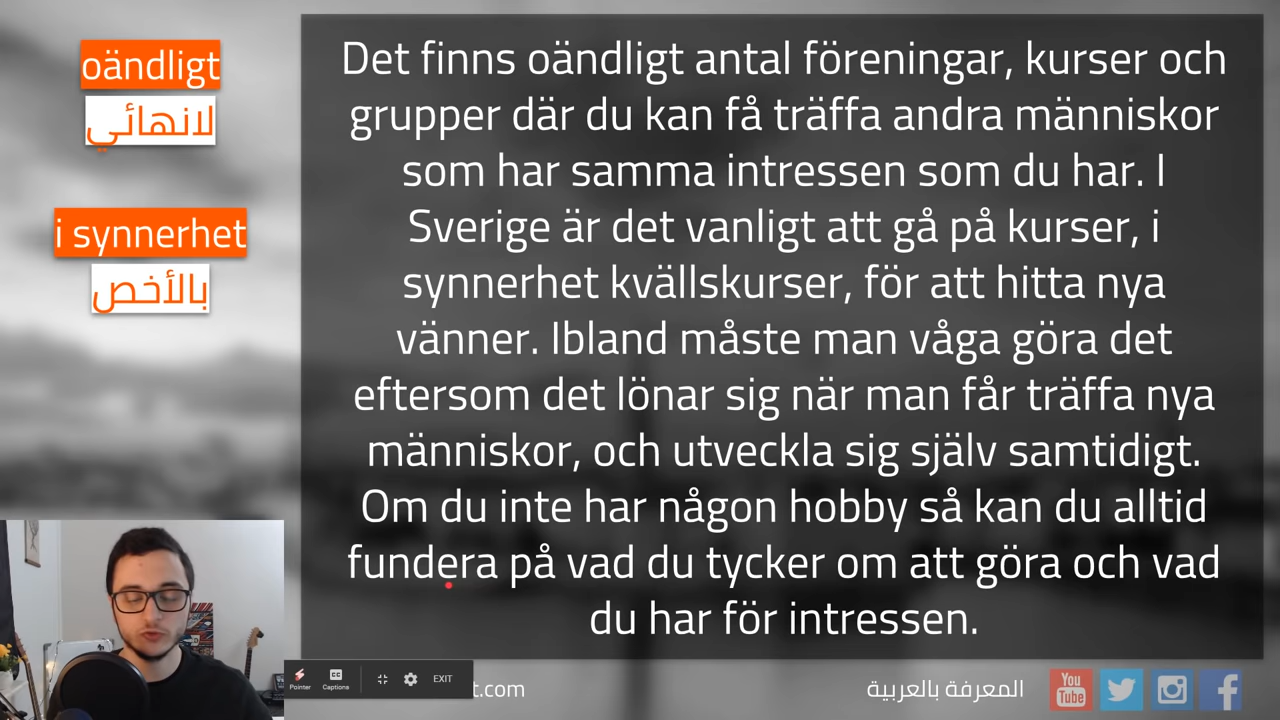 oändligt
لانهائي
i synnerhet
بالأخص
Det finns oändligt antal föreningar, kurser och
grupper där du kan få träffa andra människor
som har samma intressen som du har. I
Sverige är det vanligt att gå på kurser, i
synnerhet kvällskurser, för att hitta nya
vänner. Ibland måste man våga göra det
eftersom det lönar sig när man får träffa nya
människor, och utveckla sig själv samtidigt.
Om du inte har någon hobby så kan du alltid
fundera på vad du tycker om att göra och vad
du har för intressen.
Pointer
Captions
EXIT
t.com
المعرفة بالعربية
You
Tube